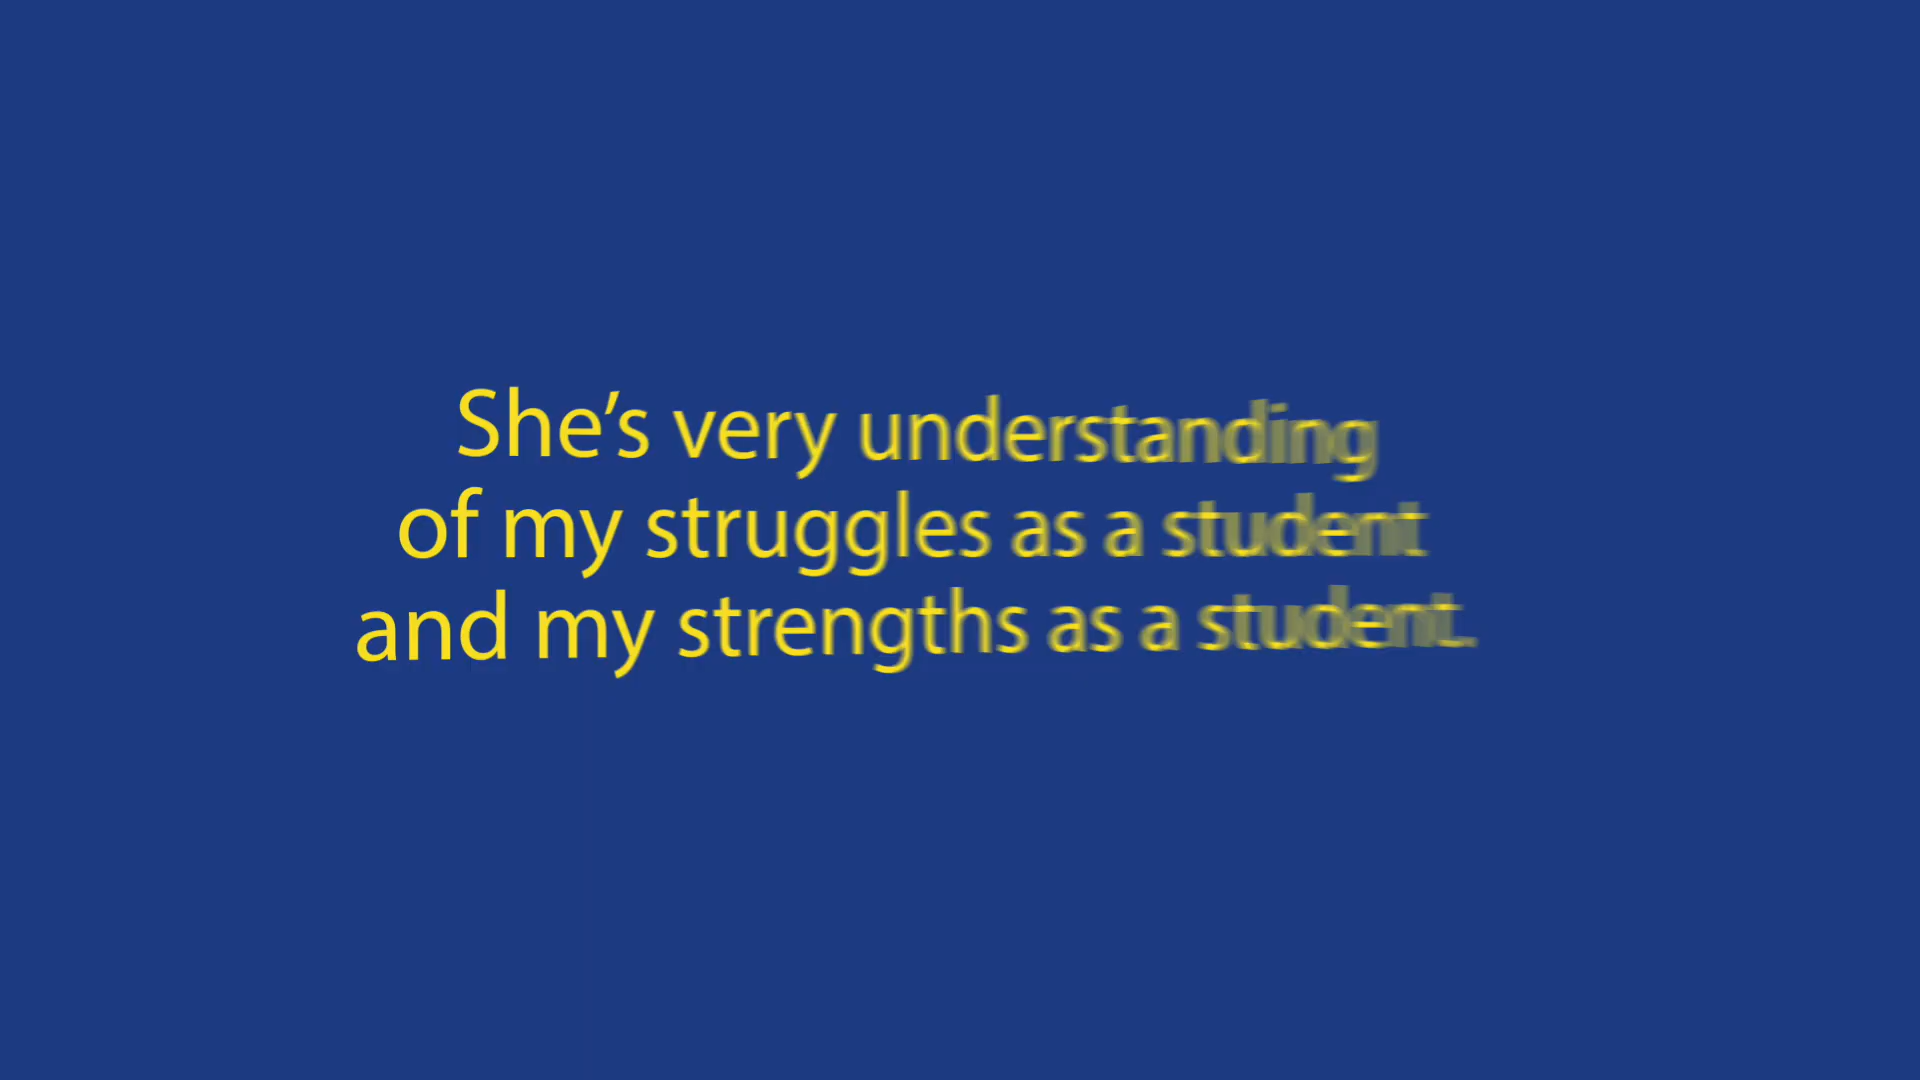 She’s very understanding
of my struggles as a student
and my strengths as a student.